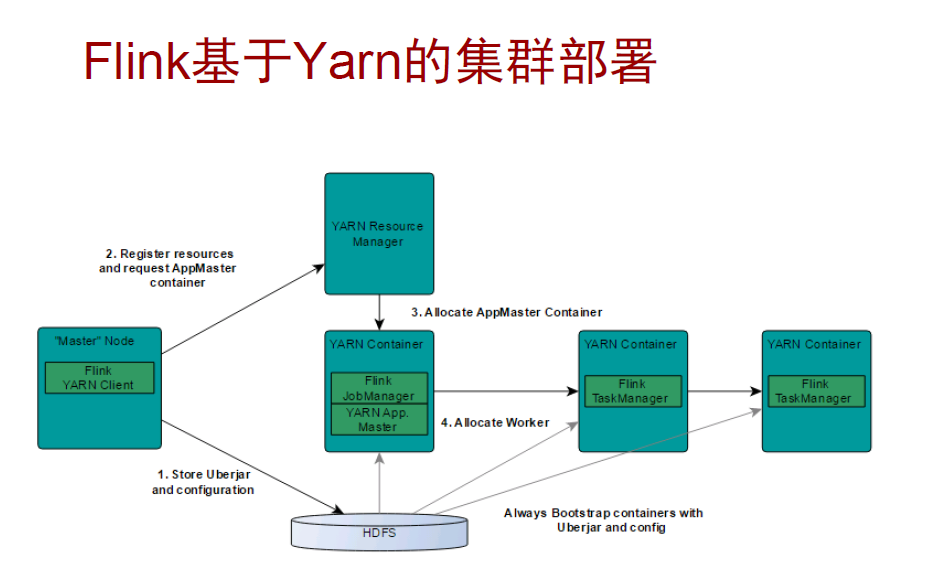 Flink基于Yarn的集群部署
YARN Resource
Manager
2. Register resources
and request AppMaster
container
3. Allocate AppMaster Container
"Master" Node
Flink
YARN Client
YARN Container
Flink
JobManager
YARN App.
Master
4. Allocate Worker
YARN Container
Flink
TaskManager
YARN Container
Flink
TaskManager
1. Store Uberjar
and configuration
HDFS
Always Bootstrap containers with
Uberjar and config